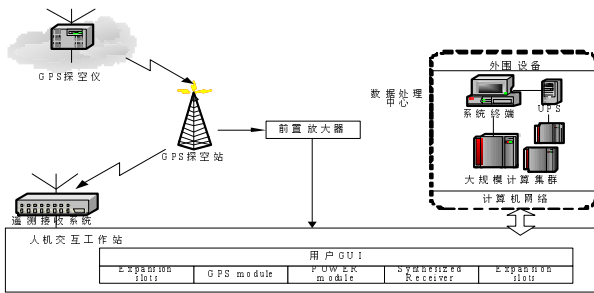 GPS探空仪
外围设备
数据处理
中心
系统终端
UPS
前置放大器
GPS探空站
大规模计算集群
计算机网络
遥测接收系统
人机交互工作站
用户GUI
Expansion
slots
GPS module
POWER
module
Synthesized
Receiver
Expansion
slots